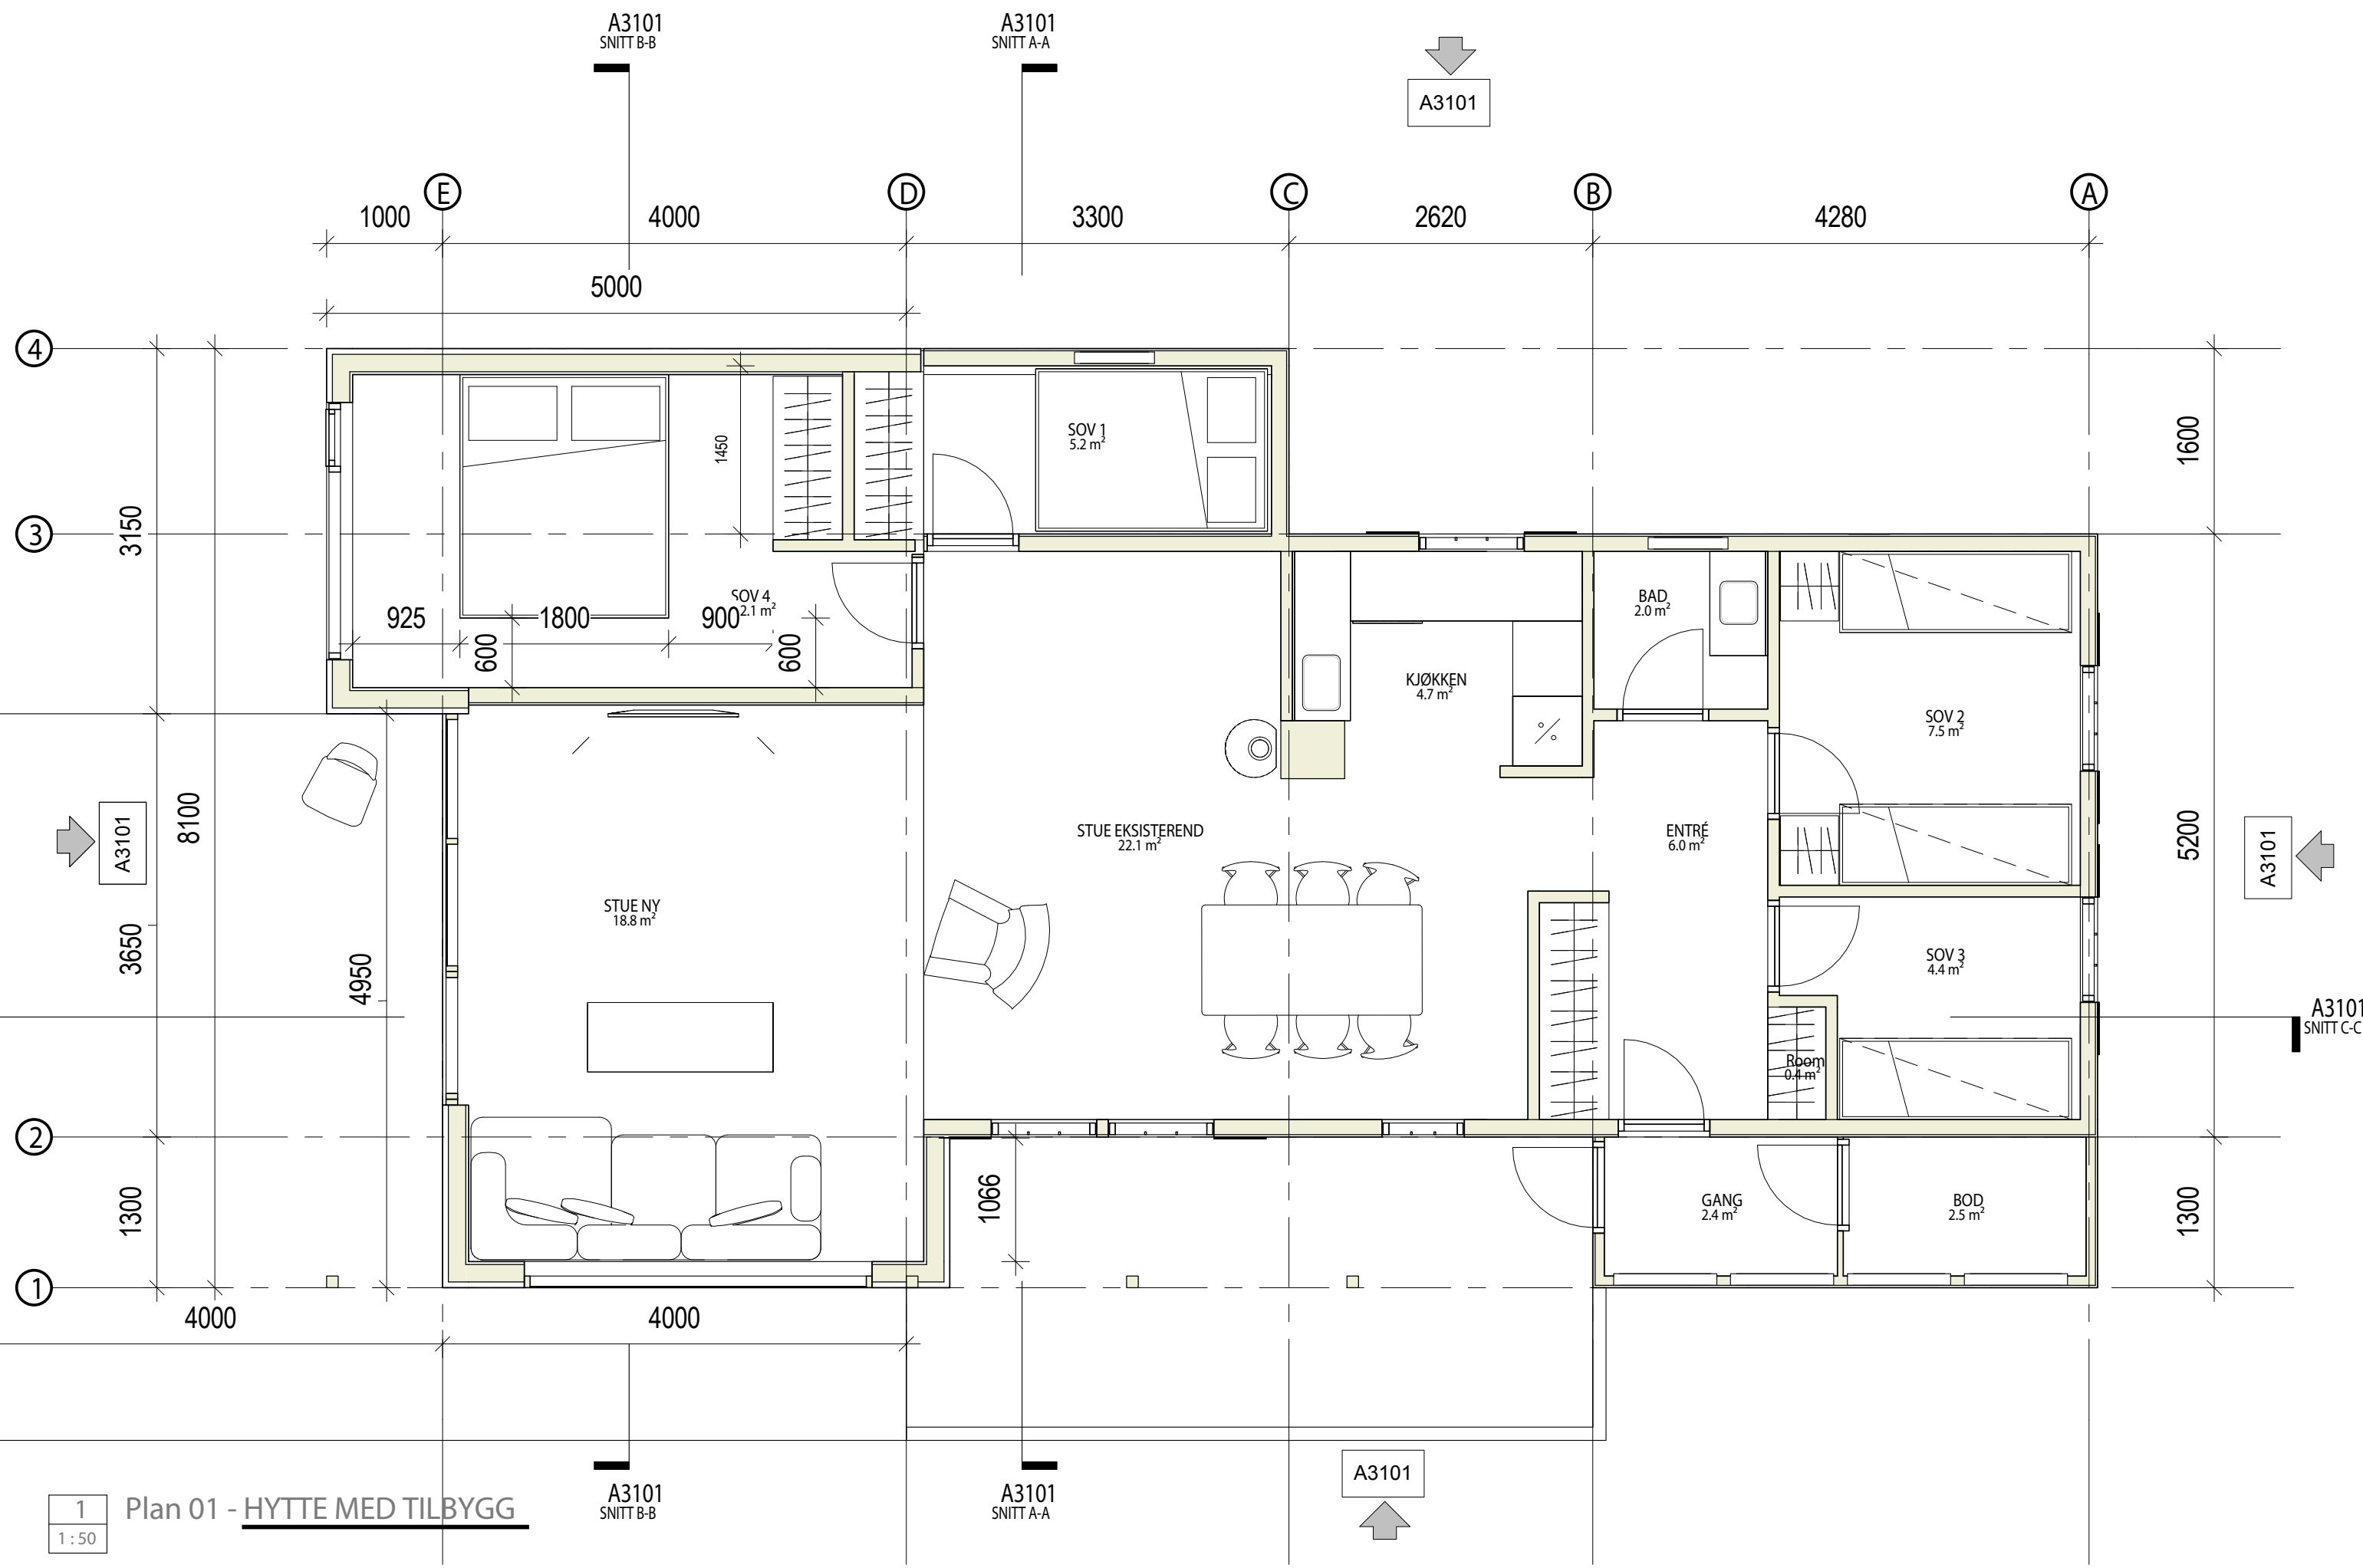 A3101
SNITT B-B
A3101
SNITT A-A
A3101
E
D
C
B
A
1000
4000
3300
2620
4280
5000
4
3
2
1
3150
8100
3650
4950
1300
1600
5200
1300
1450
SOV 1
5.2 m²
SOV 4
2.1 m²
925
1800
900
600
600
BAD
2.0 m²
KJØKKEN
4.7 m²
SOV 2
7.5 m²
A3101
STUE EKSISTEREND
22.1 m²
ENTRÉ
6.0 m²
A3101
STUE NY
18.8 m²
SOV 3
4.4 m²
A3101
SNITT C-C
Room
0.4 m²
1066
GANG
2.4 m²
BOD
2.5 m²
4000
4000
A3101
A3101
SNITT B-B
A3101
SNITT A-A
1
1 : 50
Plan 01 - HYTTE MED TILBYGG